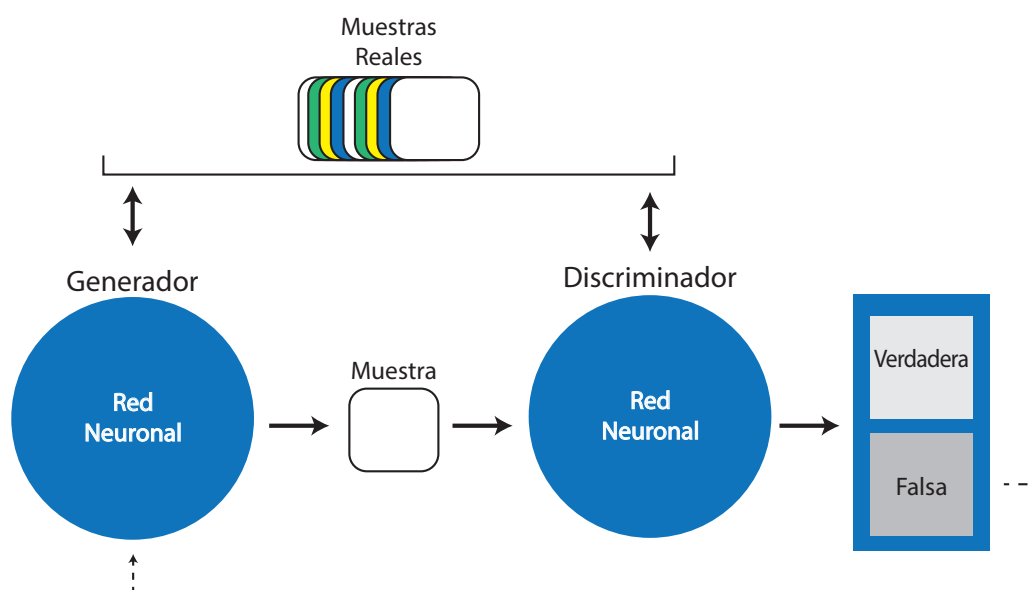 Muestras
Reales
Generador
Discriminador
Red
Neuronal
Muestra
Red
Neuronal
Verdadera
Falsa